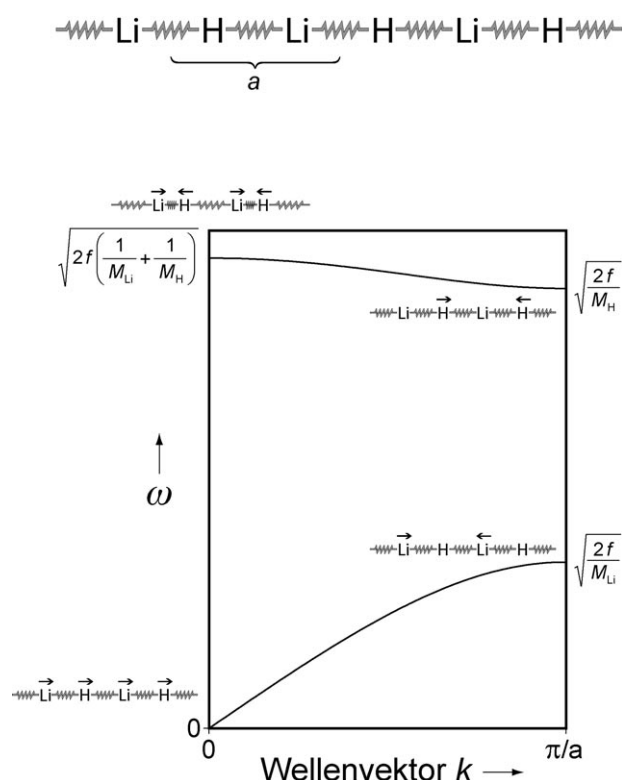 Li H Li H Li H
a
→ ← → ←
Li H Li H
√(2f(1/M_Li + 1/M_H))
√(2f/M_H)
→ ←
Li H Li H
↑
ω
→ ←
Li H Li H
√(2f/M_Li)
→ → → →
Li H Li H
0
0 π/a
Wellenvektor k →